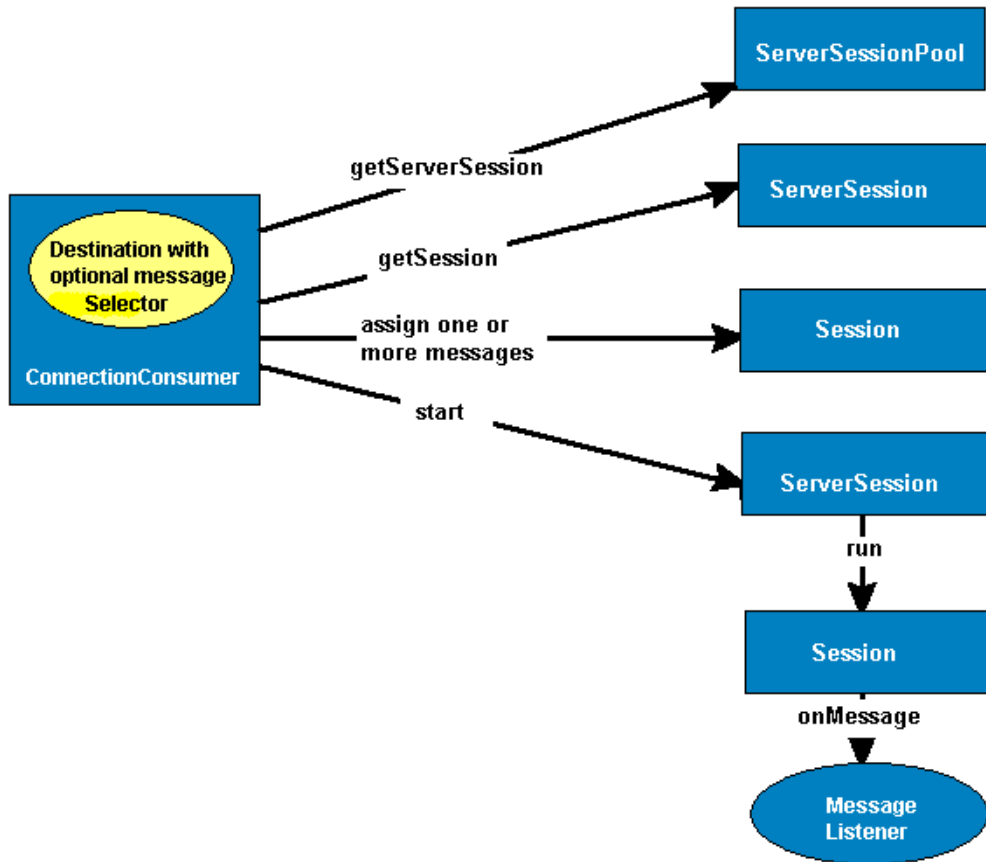 ServerSessionPool
getServerSession
ServerSession
Destination with
optional message
Selector
getSession
assign one or
more messages
Session
ConnectionConsumer
start
ServerSession
run
Session
onMessage
Message
Listener